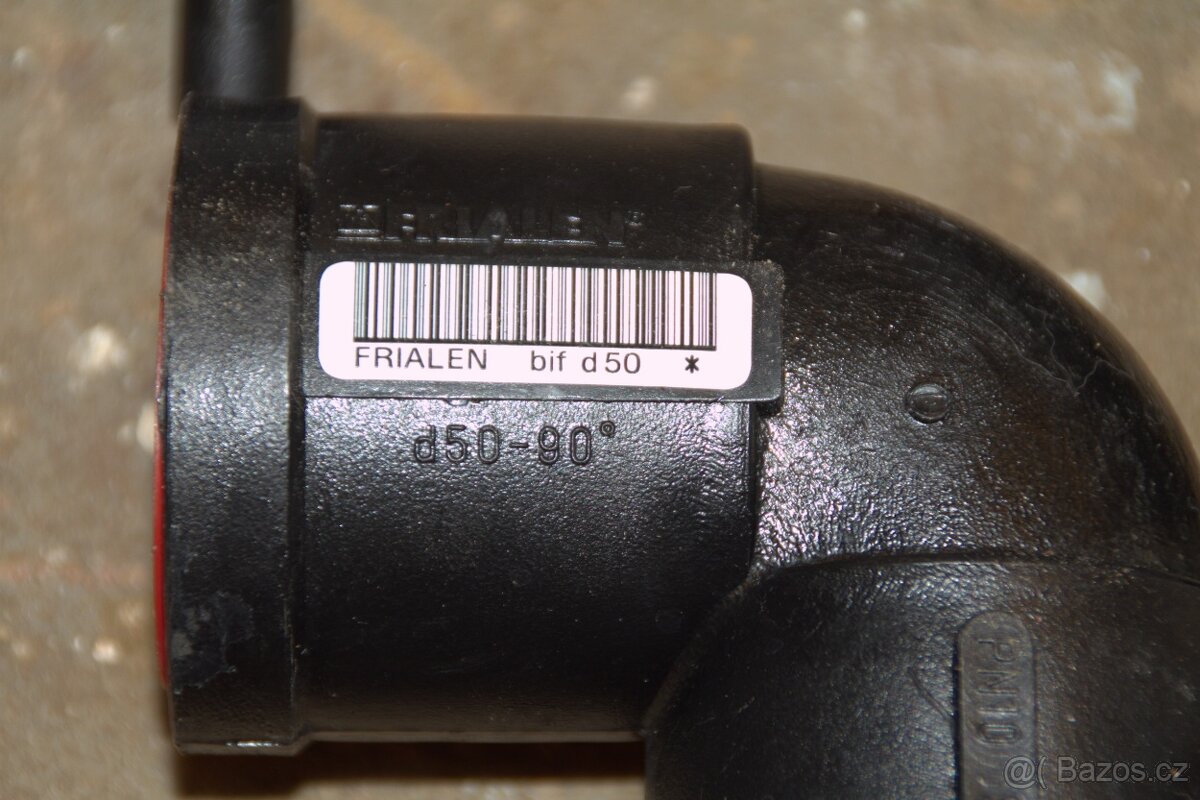 FRIALEN®
FRIALEN bif d50 *
d50-90°
PN10
@( Bazos.cz